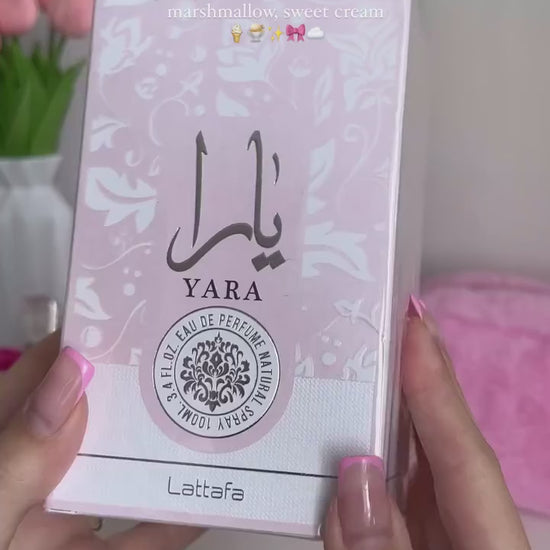 marshmallow, sweet cream
🍦🍨✨🎀☁️
يارا
YARA
EAU DE PERFUME NATURAL SPRAY 100ML. 3.4 FL.OZ.
Lattafa